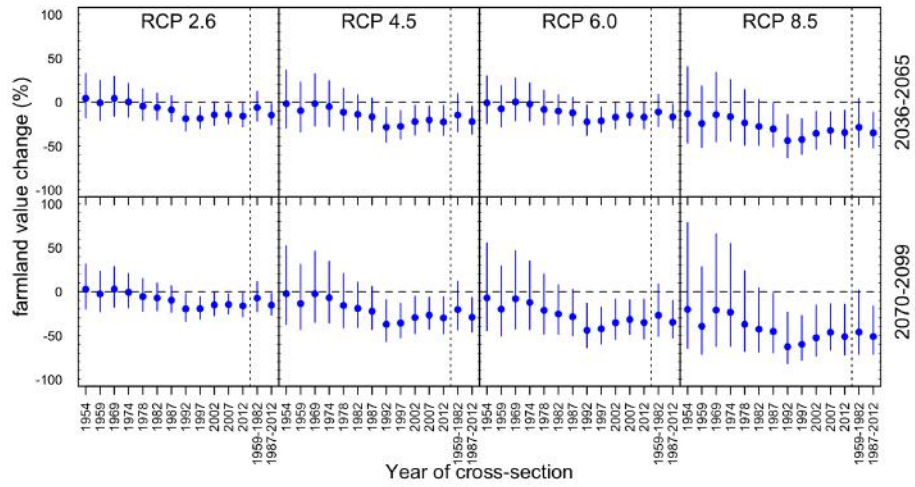 RCP 2.6 RCP 4.5 RCP 6.0 RCP 8.5
farmland value change (%)
100
50
0
-50
-100
2036-2065
100
50
0
-50
-100
2070-2099
1954 1959 1969 1974 1978 1982 1987 1992 1997 2002 2007 2012 1959-1982 1987-2012
1954 1959 1969 1974 1978 1982 1987 1992 1997 2002 2007 2012 1959-1982 1987-2012
1954 1959 1969 1974 1978 1982 1987 1992 1997 2002 2007 2012 1959-1982 1987-2012
1954 1959 1969 1974 1978 1982 1987 1992 1997 2002 2007 2012 1959-1982 1987-2012
Year of cross-section